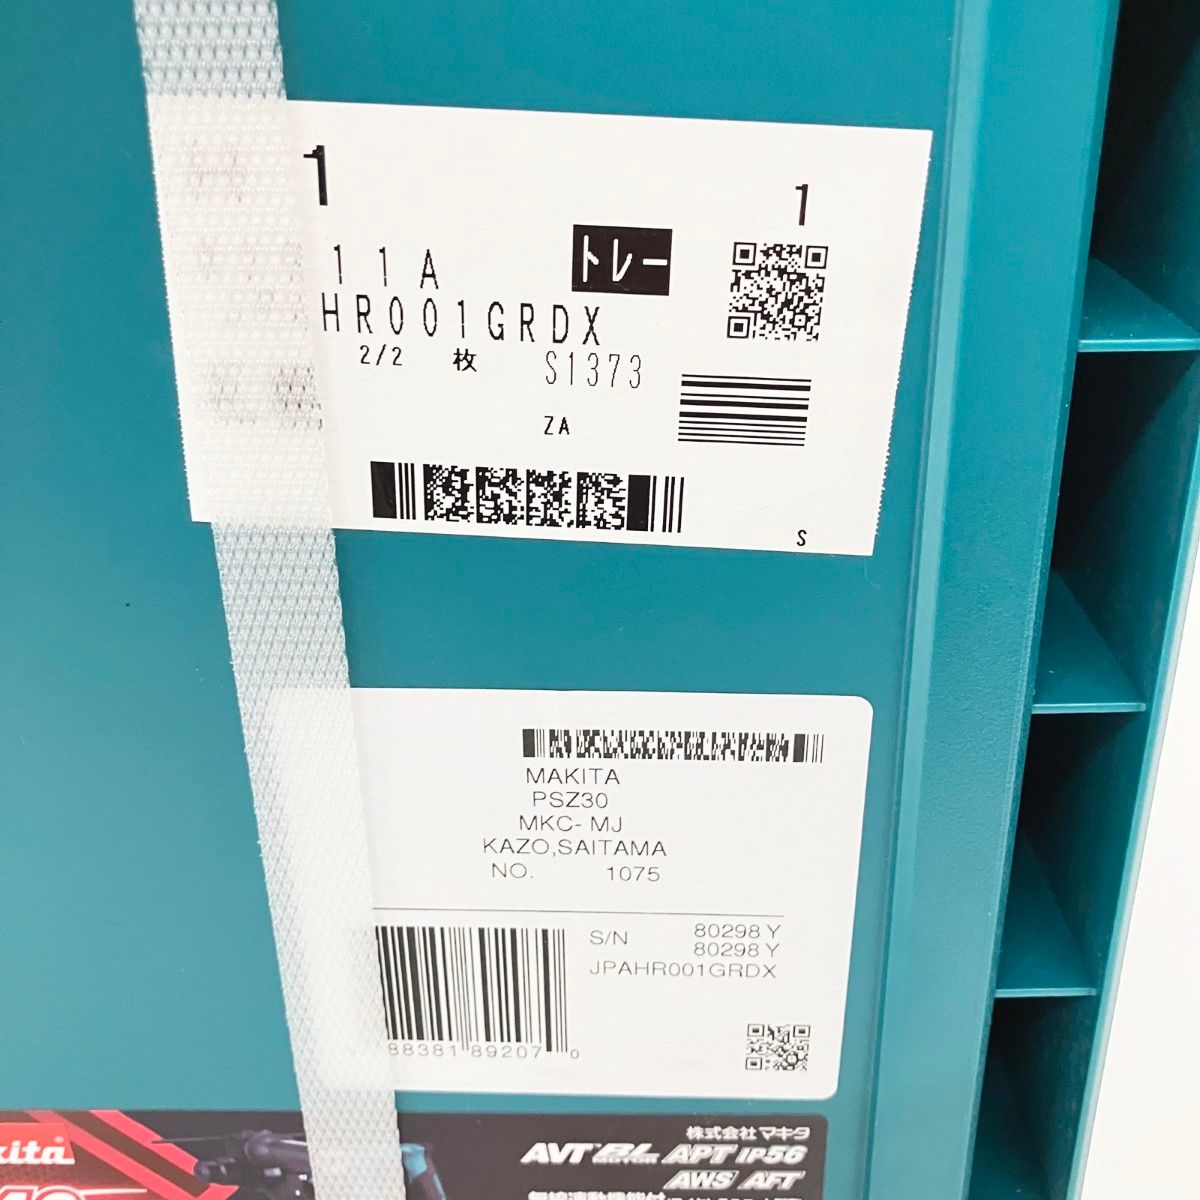 1
1
11A
トレー
HR001GRDX
2/2 枚 S1373
ZA
S
MAKITA
PSZ30
MKC- MJ
KAZO,SAITAMA
NO. 1075
S/N 80298 Y
80298 Y
JPAHR001GRDX
88381 89207 0
株式会社マキタ
AVT BL MOTOR APT IP56
AWS AFT